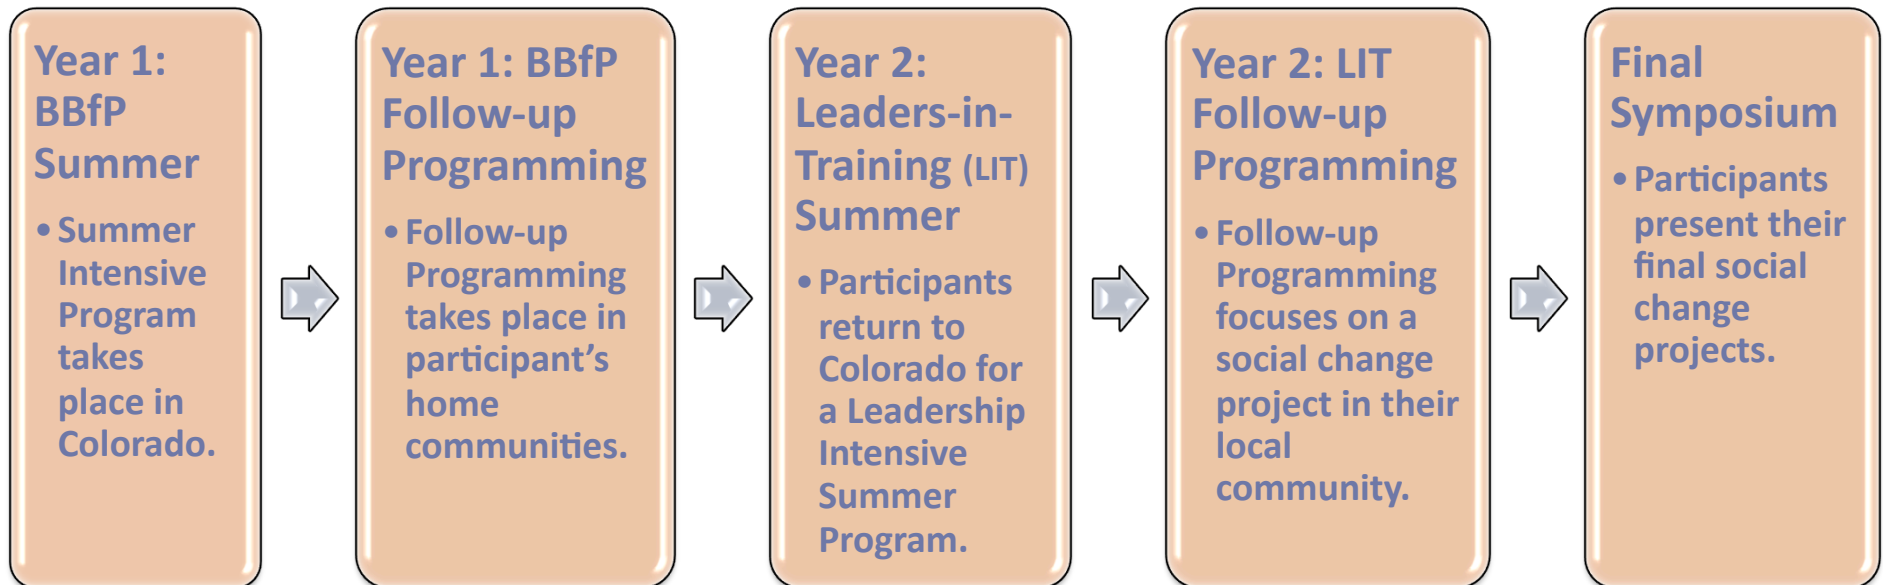 Year 1:
BBfP
Summer
• Summer
Intensive
Program
takes
place in
Colorado.
Year 1: BBfP
Follow-up
Programming
• Follow-up
Programming
takes place in
participant’s
home
communities.
Year 2:
Leaders-in-
Training (LIT)
Summer
• Participants
return to
Colorado for
a Leadership
Intensive
Summer
Program.
Year 2: LIT
Follow-up
Programming
• Follow-up
Programming
focuses on a
social change
project in their
local
community.
Final
Symposium
• Participants
present their
final social
change
projects.